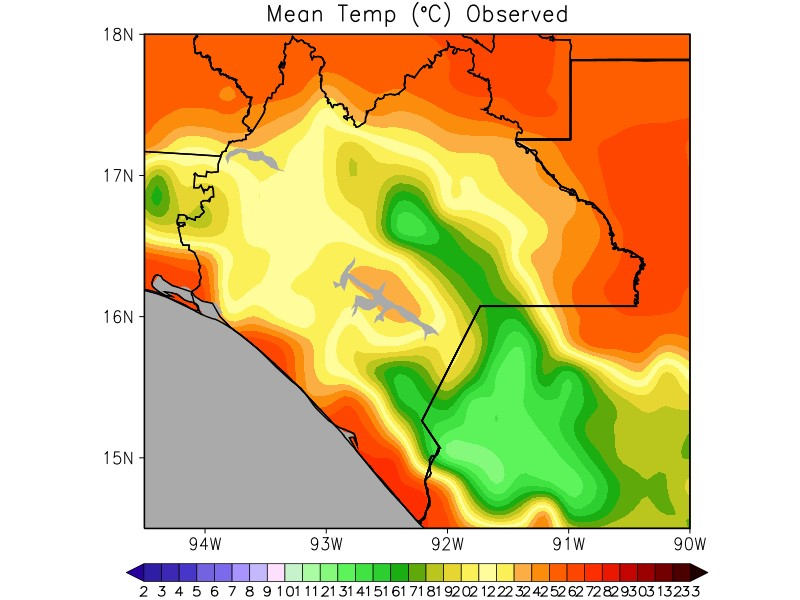 Mean Temp (°C) Observed
18N
17N
16N
15N
94W 93W 92W 91W 90W
2 3 4 5 6 7 8 9 10 11 12 13 14 15 16 17 18 19 20 21 22 23 24 25 26 27 28 29 30 31 32 33